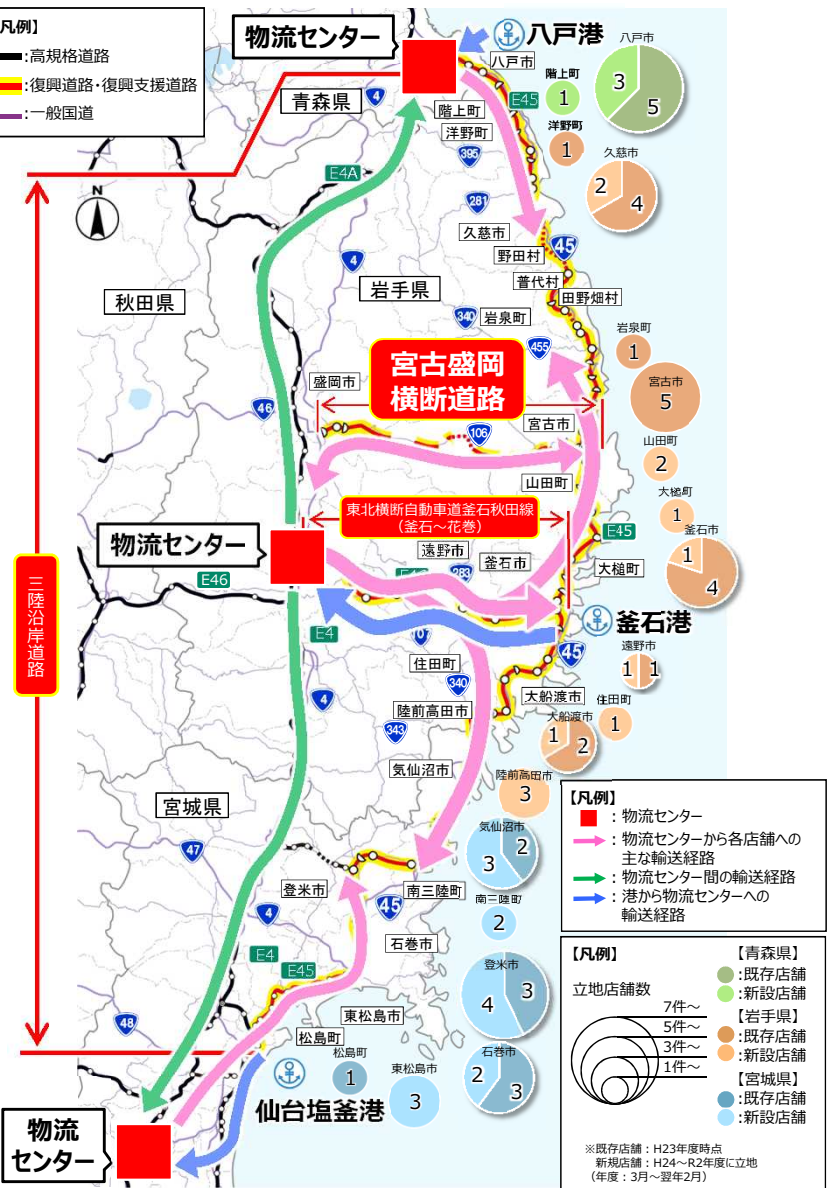 凡例】
:高規格道路
:復興道路・復興支援道路
:一般国道
物流センター
八戸港
八戸市
八戸市
階上町
3
5
1
青森県
4
E45
階上町
洋野町
洋野町
1
395
久慈市
2
4
E4A
N
281
久慈市
45
野田村
4
普代村
田野畑村
秋田県
岩手県
340
岩泉町
岩泉町
1
455
宮古盛岡
横断道路
盛岡市
宮古市
5
46
106
宮古市
山田町
2
山田町
大槌町
1
東北横断自動車道釜石秋田線
(釜石~花巻)
E45
釜石市
1
4
物流センター
遠野市
釜石市
283
大槌町
E46
三陸沿岸道路
釜石港
E4
107
45
遠野市
1
1
住田町
340
4
大船渡市
住田町
1
陸前高田市
大船渡市
1
2
343
気仙沼市
陸前高田市
3
宮城県
気仙沼市
2
3
47
登米市
南三陸町
45
南三陸町
2
4
石巻市
E4
E45
登米市
3
4
48
東松島市
松島町
松島町
1
東松島市
3
石巻市
2
3
仙台塩釜港
物流
センター
【凡例】
:物流センター
:物流センターから各店舗への
主な輸送経路
:物流センター間の輸送経路
:港から物流センターへの
輸送経路
【凡例】
立地店舗数
7件~
5件~
3件~
1件~
【青森県】
:既存店舗
:新設店舗
【岩手県】
:既存店舗
:新設店舗
【宮城県】
:既存店舗
:新設店舗
※既存店舗:H23年度時点
新規店舗:H24~R2年度に立地
(年度:3月~翌年2月)